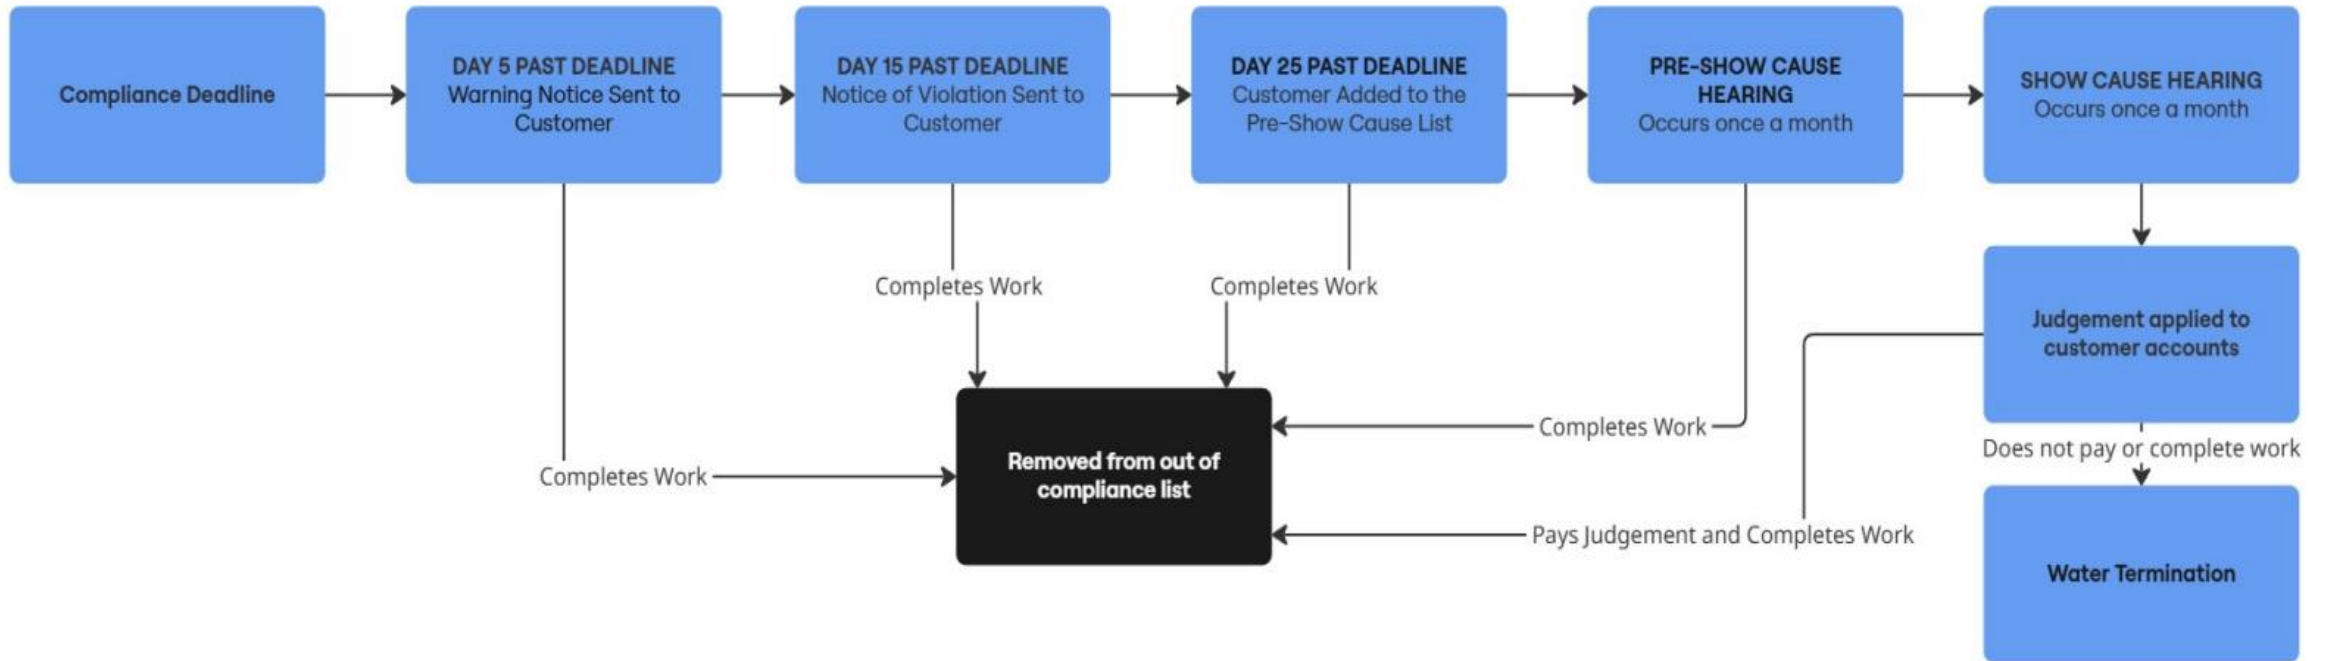 Compliance Deadline
DAY 5 PAST DEADLINE
Warning Notice Sent to
Customer
DAY 15 PAST DEADLINE
Notice of Violation Sent to
Customer
DAY 25 PAST DEADLINE
Customer Added to the
Pre-Show Cause List
PRE-SHOW CAUSE
HEARING
Occurs once a month
SHOW CAUSE HEARING
Occurs once a month
Completes Work
Completes Work
Judgement applied to
customer accounts
Completes Work
Does not pay or complete work
Removed from out of
compliance list
Completes Work
Pays Judgement and Completes Work
Water Termination